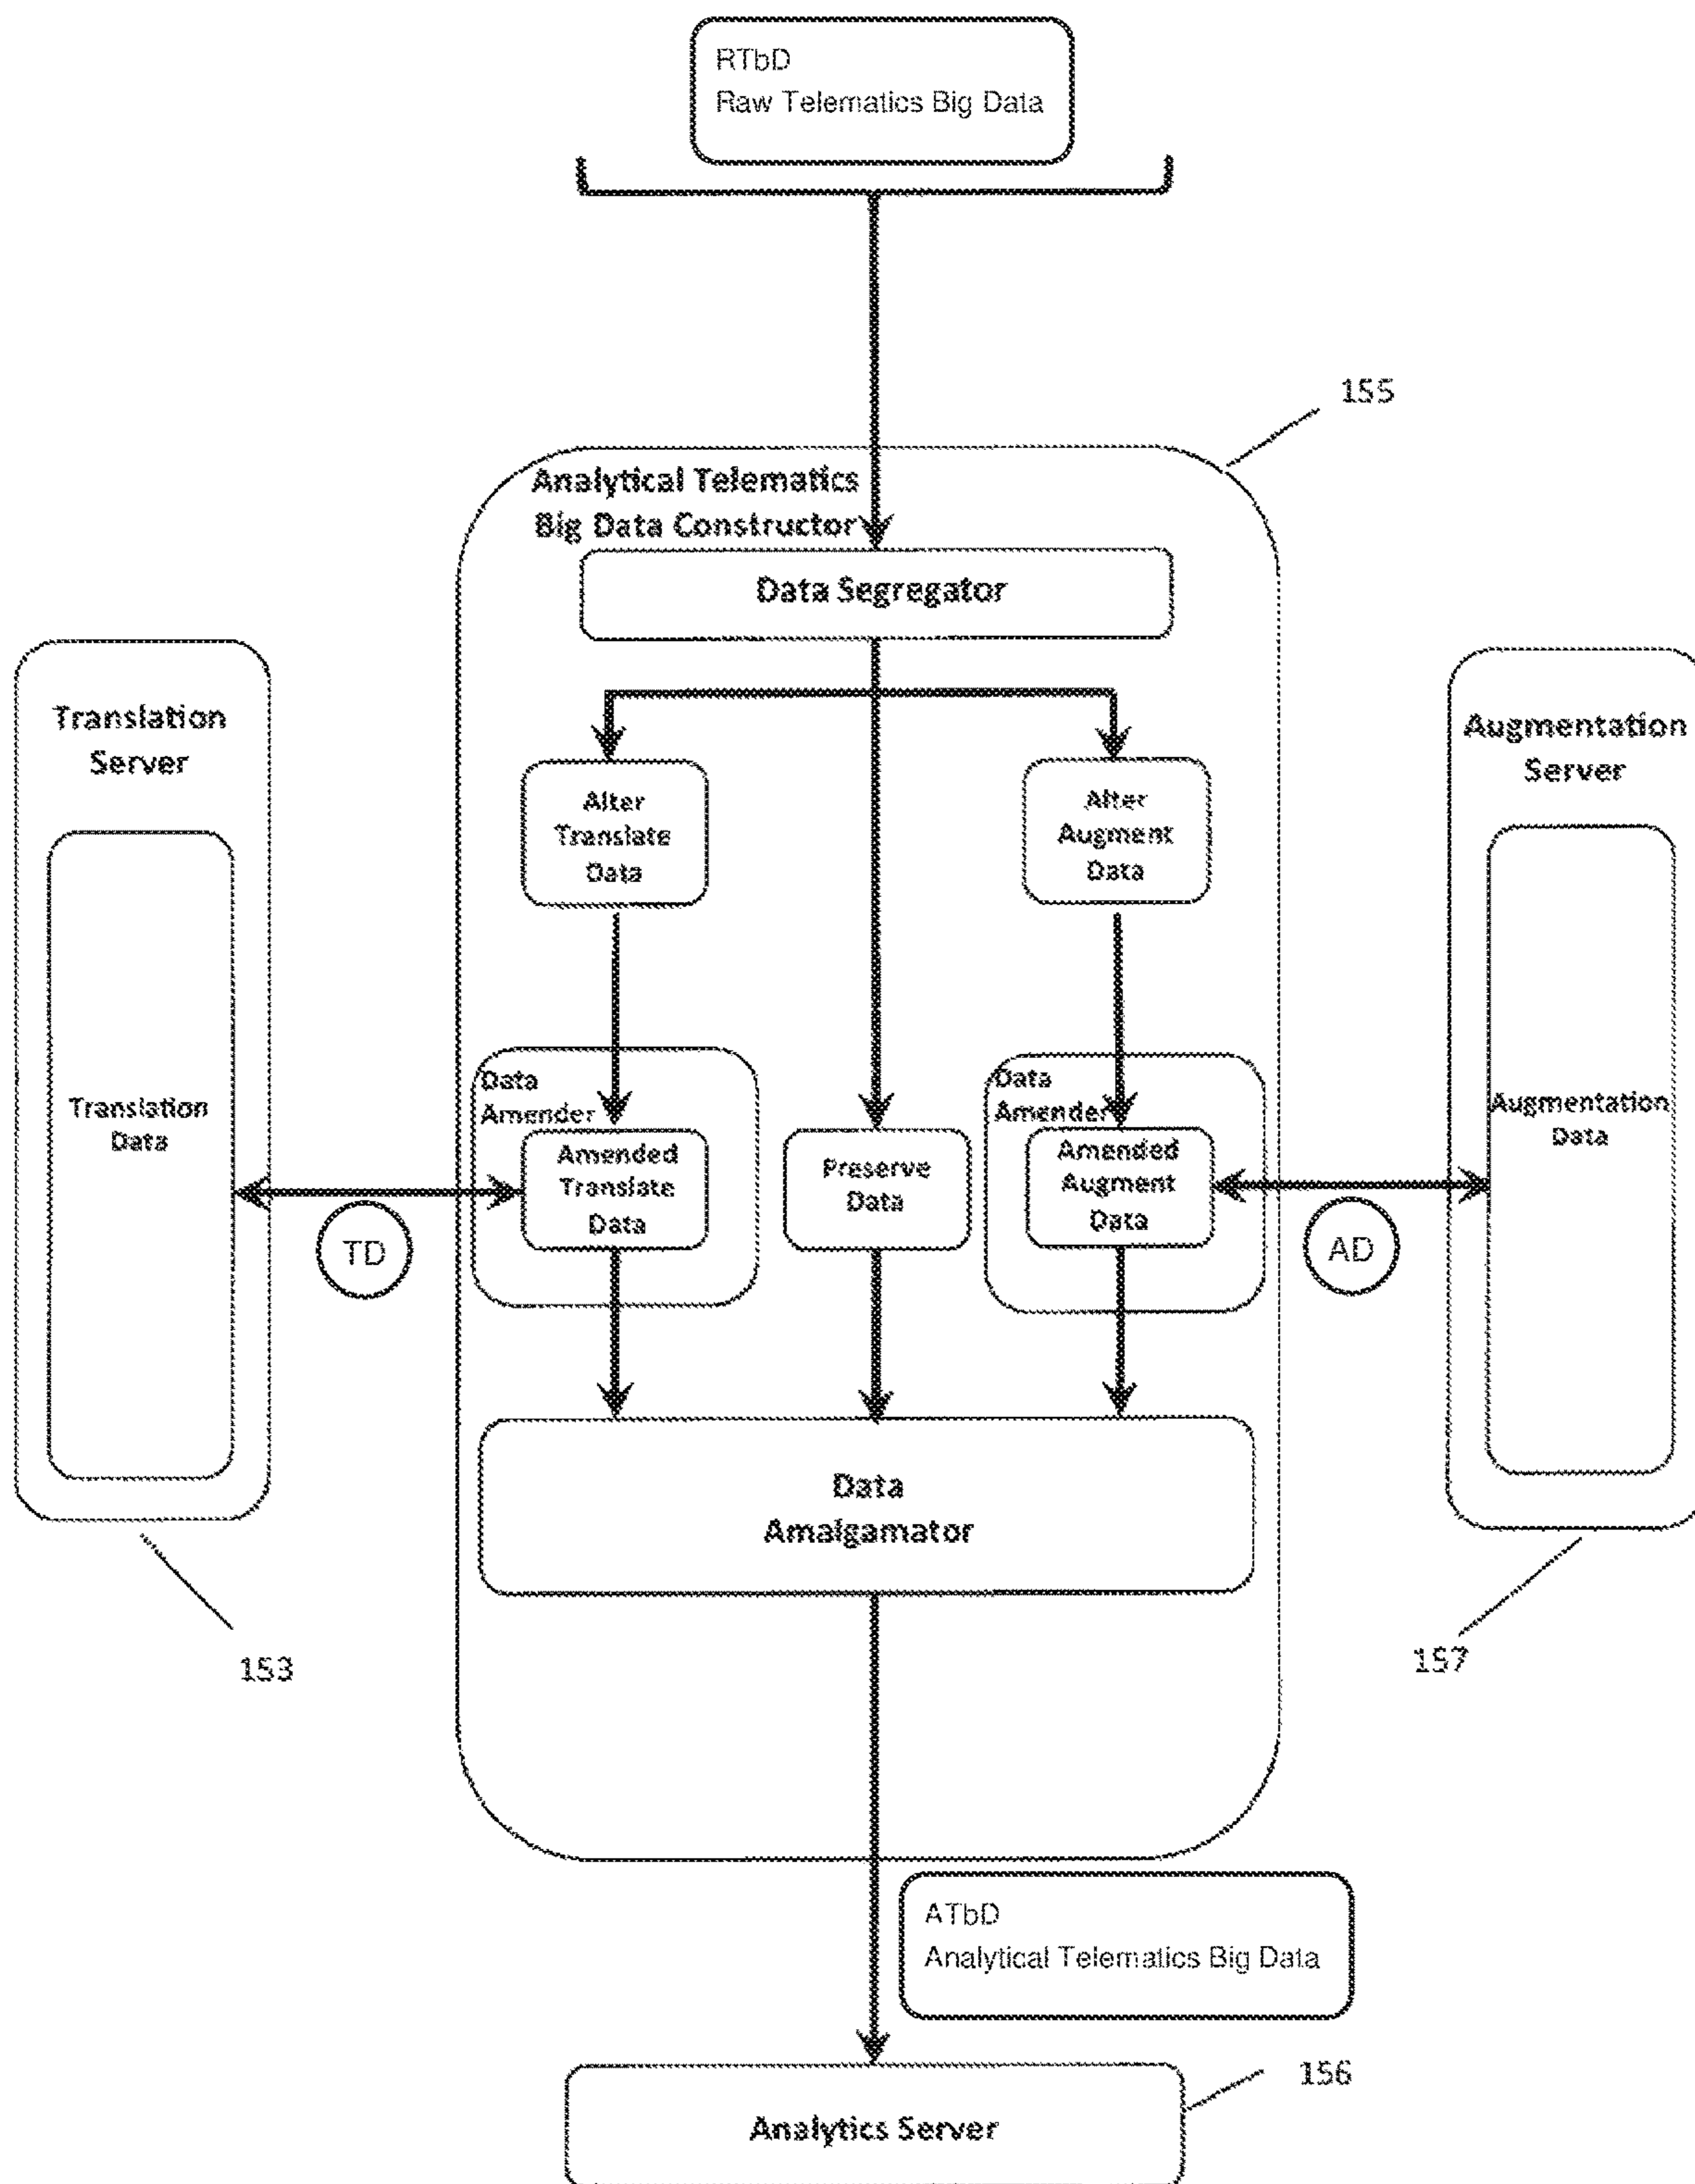 RTbD
Raw Telematics Big Data
155
Analytical Telematics
Big Data Constructor
Data Segregator
Translation
Server
Augmentation
Server
Alter
Translate
Data
Alter
Augment
Data
Translation
Data
Data
Amender
Amended
Translate
Data
Preserve
Data
Data
Amender
Amended
Augment
Data
Augmentation
Data
TD
AD
Data
Amalgamator
153
157
ATbD
Analytical Telematics Big Data
156
Analytics Server